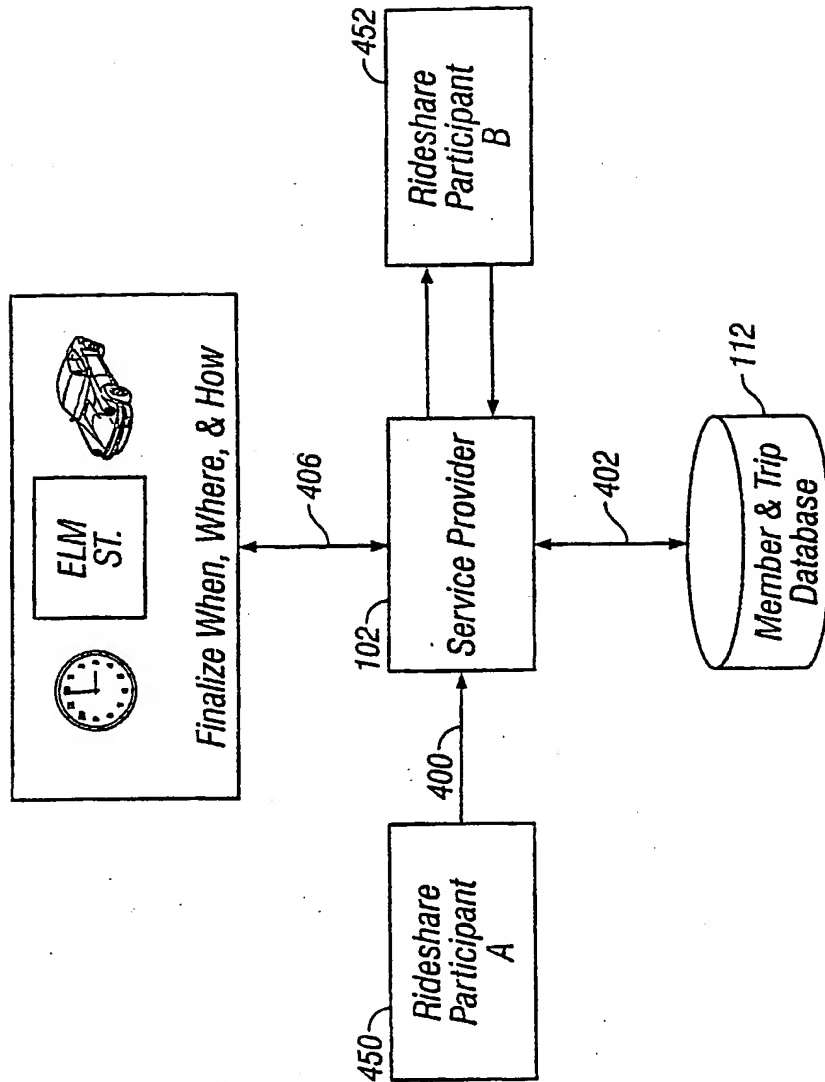 ELM
ST.
Finalize When, Where, & How
406
450
Rideshare
Participant
A
400
102
Service Provider
452
Rideshare
Participant
B
402
112
Member & Trip
Database